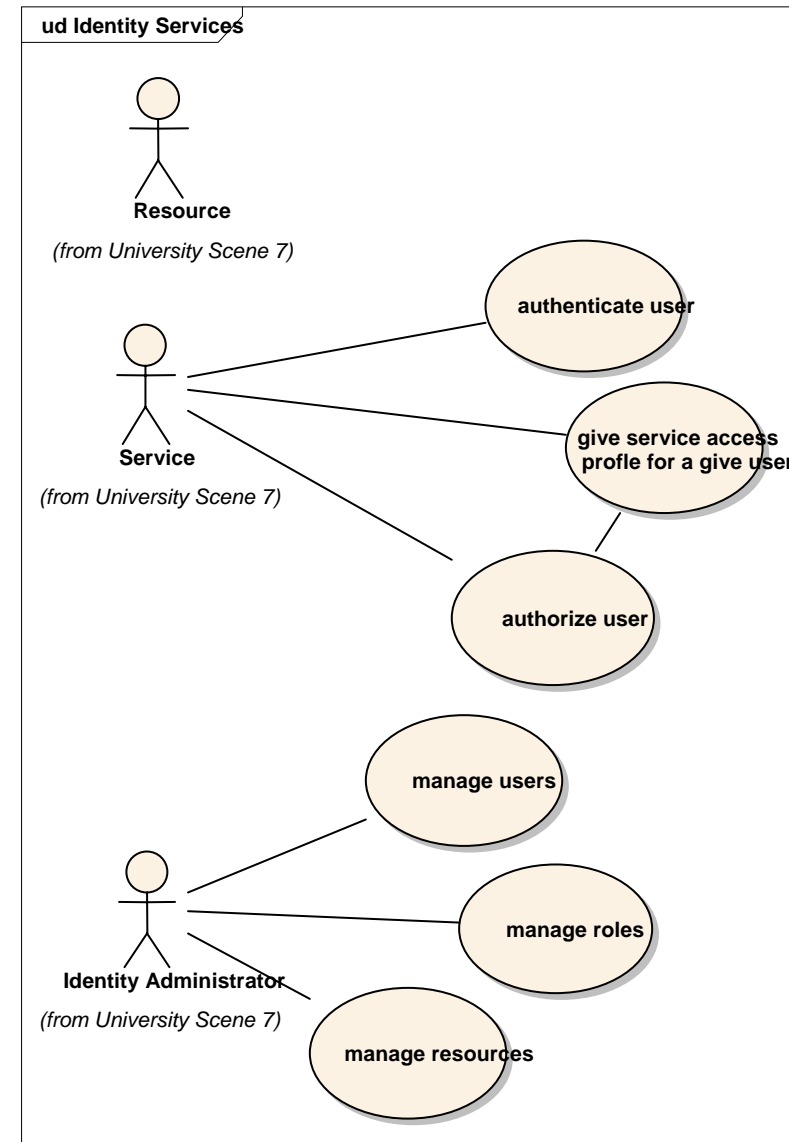 ud Identity Services
Resource
(from University Scene 7)
authenticate user
Service
(from University Scene 7)
give service access
profle for a give user
authorize user
manage users
Identity Administrator
(from University Scene 7)
manage roles
manage resources